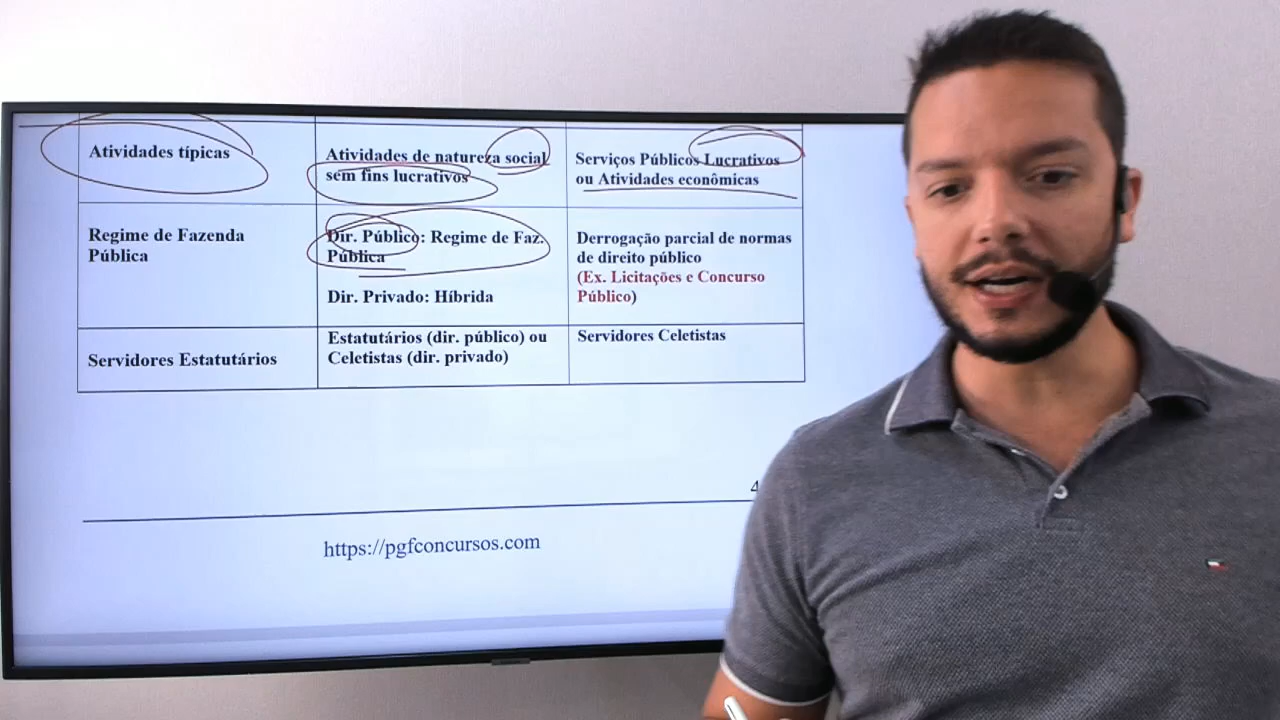 Atividades típicas
Atividades de natureza social
sem fins lucrativos
Serviços Públicos Lucrativos
ou Atividades econômicas
Regime de Fazenda
Pública
Dir. Público: Regime de Faz.
Pública
Dir. Privado: Híbrida
Derrogação parcial de normas
de direito público
(Ex. Licitações e Concurso
Público)
Servidores Estatutários
Estatutários (dir. público) ou
Celetistas (dir. privado)
Servidores Celetistas
4
https://pgfconcursos.com